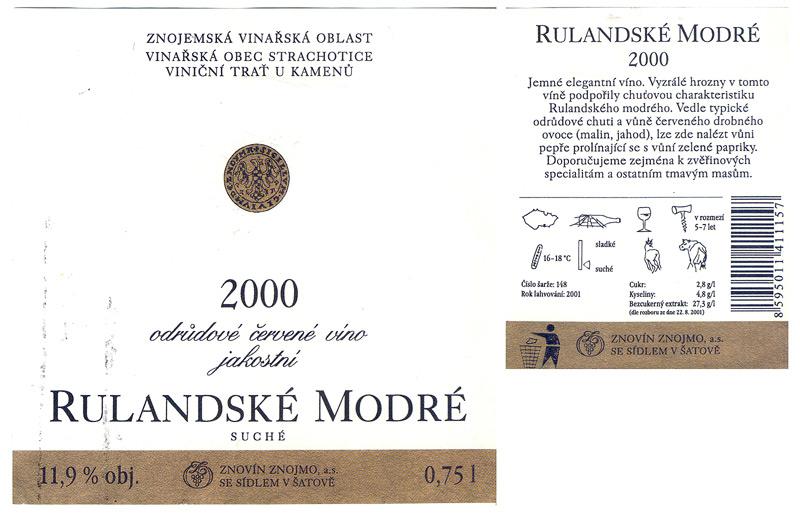 ZNOJEMSKÁ VINAŘSKÁ OBLAST
VINAŘSKÁ OBEC STRACHOTICE
VINIČNÍ TRAŤ U KAMENŮ
2000
odrůdové červené víno
jakostní
RULANDSKÉ MODRÉ
SUCHÉ
11,9 % obj.
ZNOVÍN ZNOJMO, a.s.
SE SÍDLEM V ŠATOVĚ
0,75 l
RULANDSKÉ MODRÉ
2000
Jemné elegantní víno. Vyzrálé hrozny v tomto
víně podpořily chuťovou charakteristiku
Rulandského modrého. Vedle typické
odrůdové chuti a vůně červeného drobného
ovoce (malin, jahod), lze zde nalézt vůni
pepře prolínající se s vůní zelené papriky.
Doporučujeme zejména k zvěřinových
specialitám a ostatním tmavým masům.
v rozmezí
5-7 let
16-18 °C
sladké
suché
Číslo šarže: 148
Rok lahvování: 2001
Cukr: 2,8 g/l
Kyseliny: 4,8 g/l
Bezcukerný extrakt: 27,3 g/l
(dle rozboru ze dne 22. 8. 2001)
8 595011 411157
ZNOVÍN ZNOJMO, a.s.
SE SÍDLEM V ŠATOVĚ